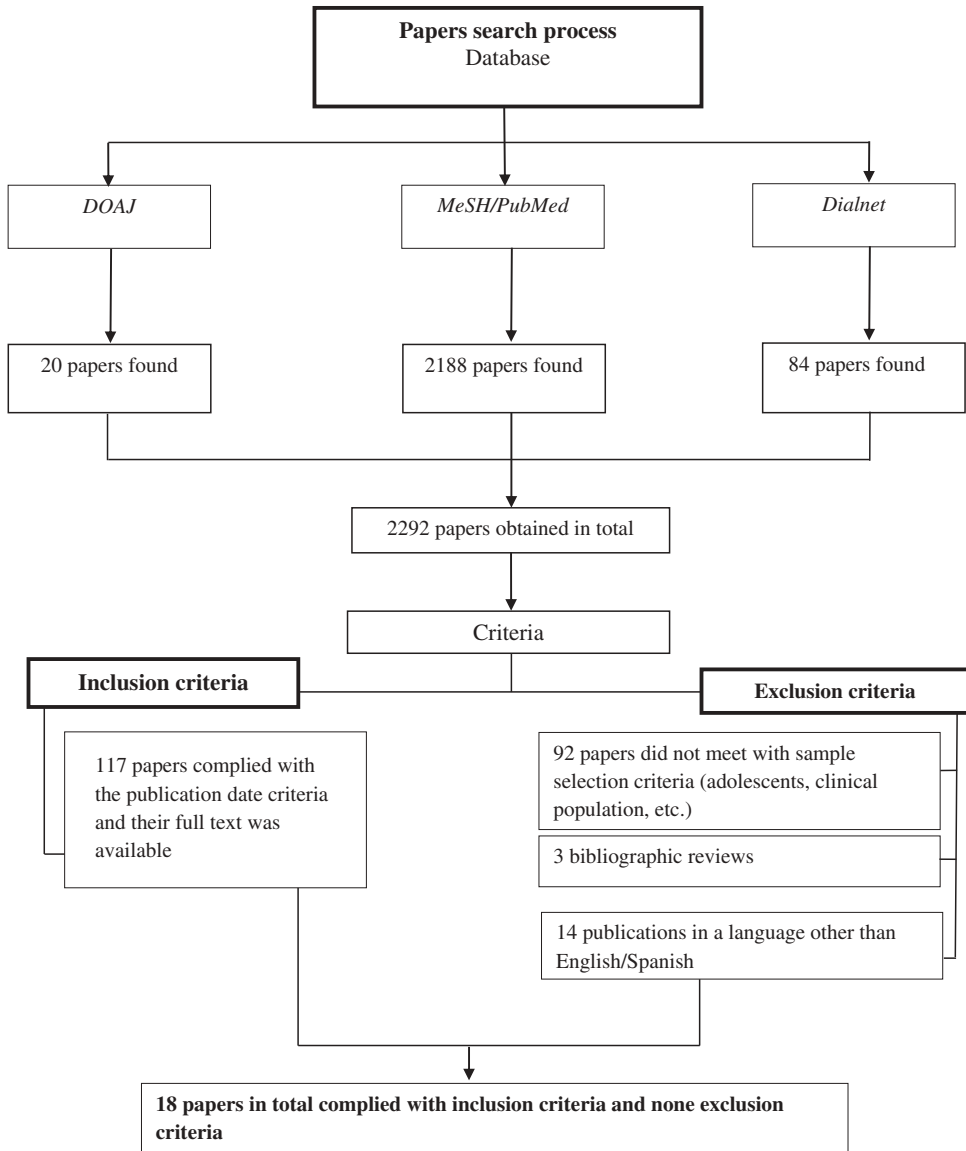 Papers search process
Database
DOAJ
MeSH/PubMed
Dialnet
20 papers found
2188 papers found
84 papers found
2292 papers obtained in total
Criteria
Inclusion criteria
117 papers complied with
the publication date criteria
and their full text was
available
Exclusion criteria
92 papers did not meet with sample
selection criteria (adolescents, clinical
population, etc.)
3 bibliographic reviews
14 publications in a language other than
English/Spanish
18 papers in total complied with inclusion criteria and none exclusion
criteria